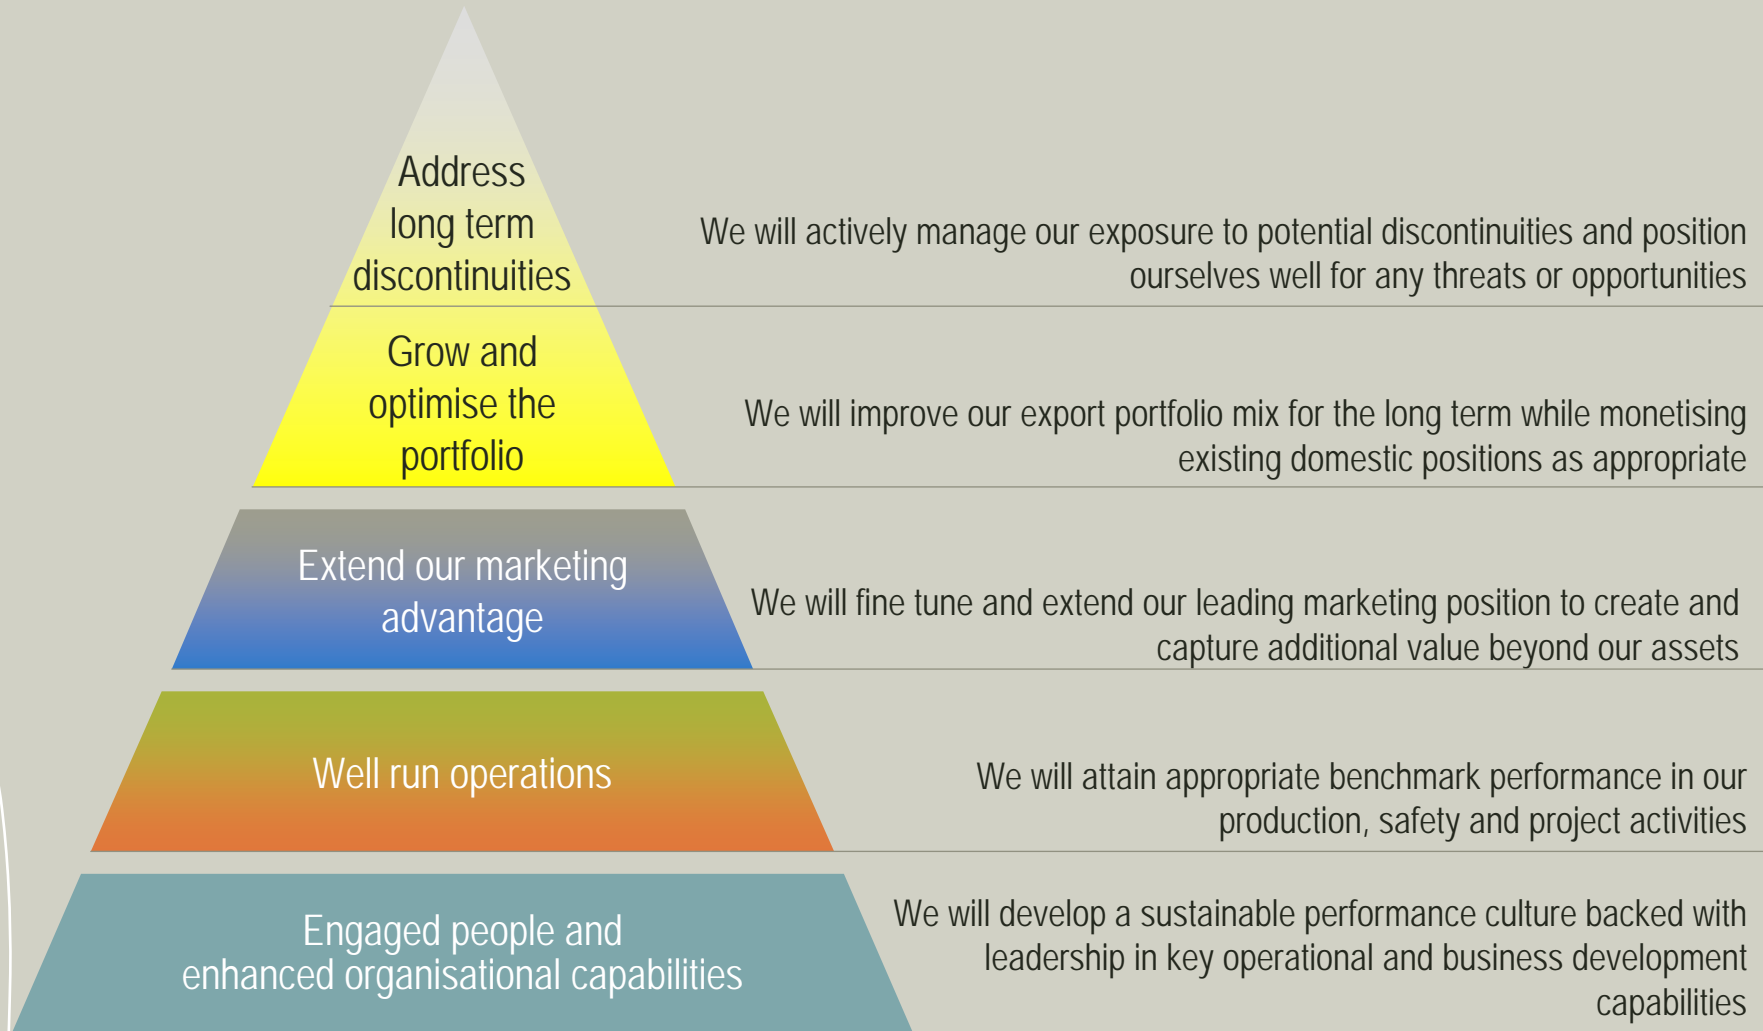 Address
long term
discontinuities
We will actively manage our exposure to potential discontinuities and position
ourselves well for any threats or opportunities
Grow and
optimise the
portfolio
We will improve our export portfolio mix for the long term while monetising
existing domestic positions as appropriate
Extend our marketing
advantage
We will fine tune and extend our leading marketing position to create and
capture additional value beyond our assets
Well run operations
We will attain appropriate benchmark performance in our
production, safety and project activities
Engaged people and
enhanced organisational capabilities
We will develop a sustainable performance culture backed with
leadership in key operational and business development
capabilities